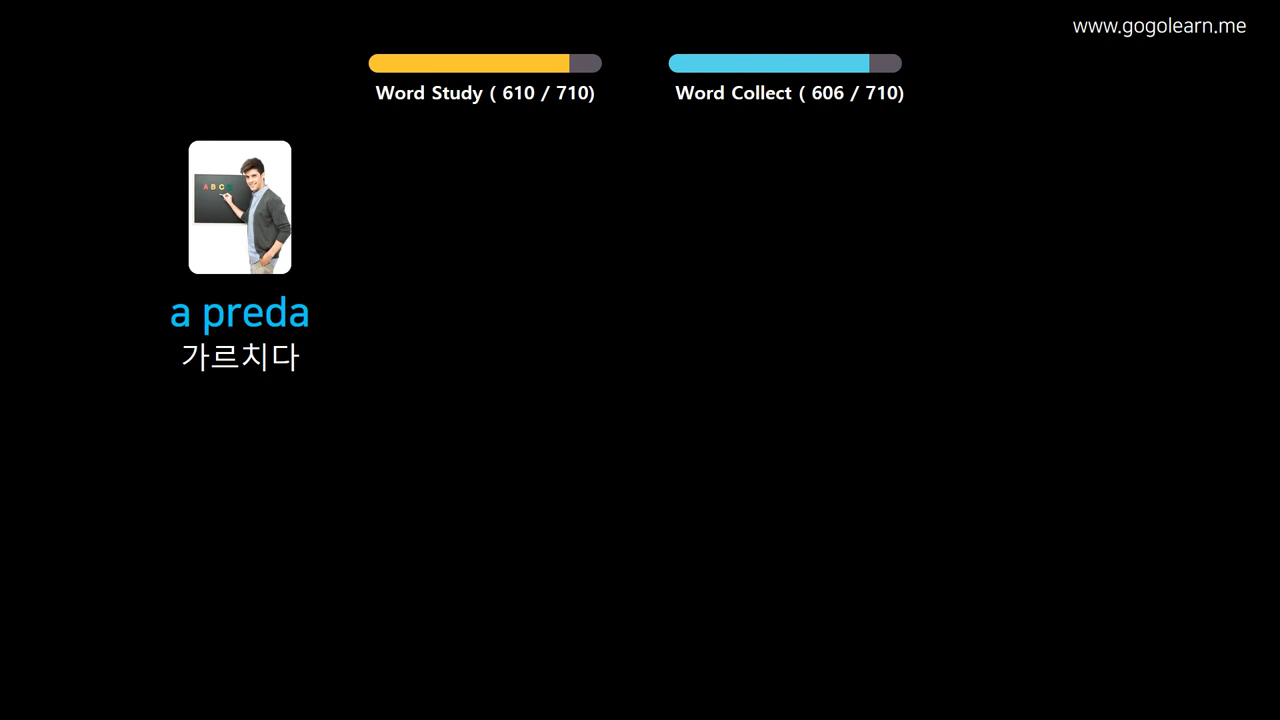 www.gogolearn.me
Word Study ( 610 / 710)
Word Collect ( 606 / 710)
A B C
a preda
가르치다